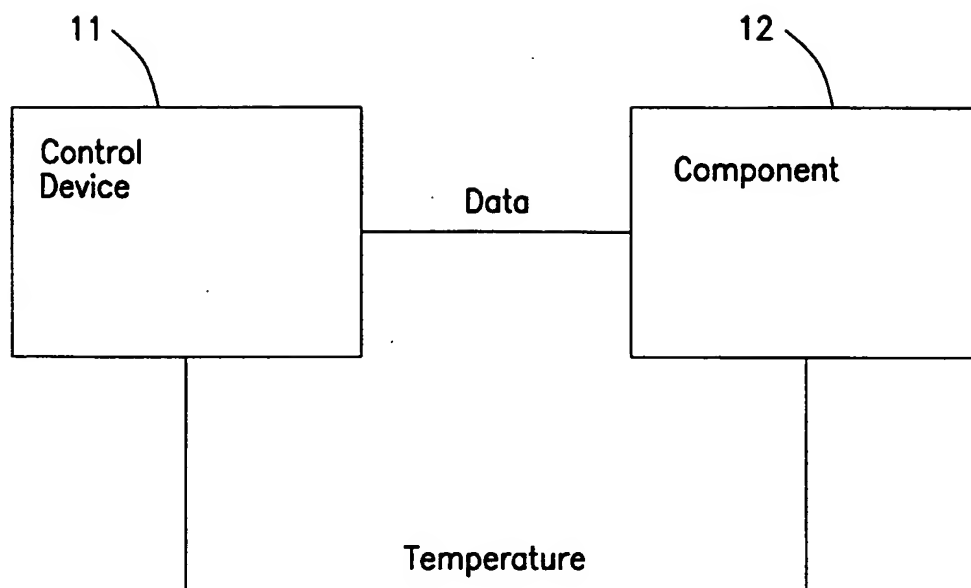 11
12
Control
Device
Component
Data
Temperature